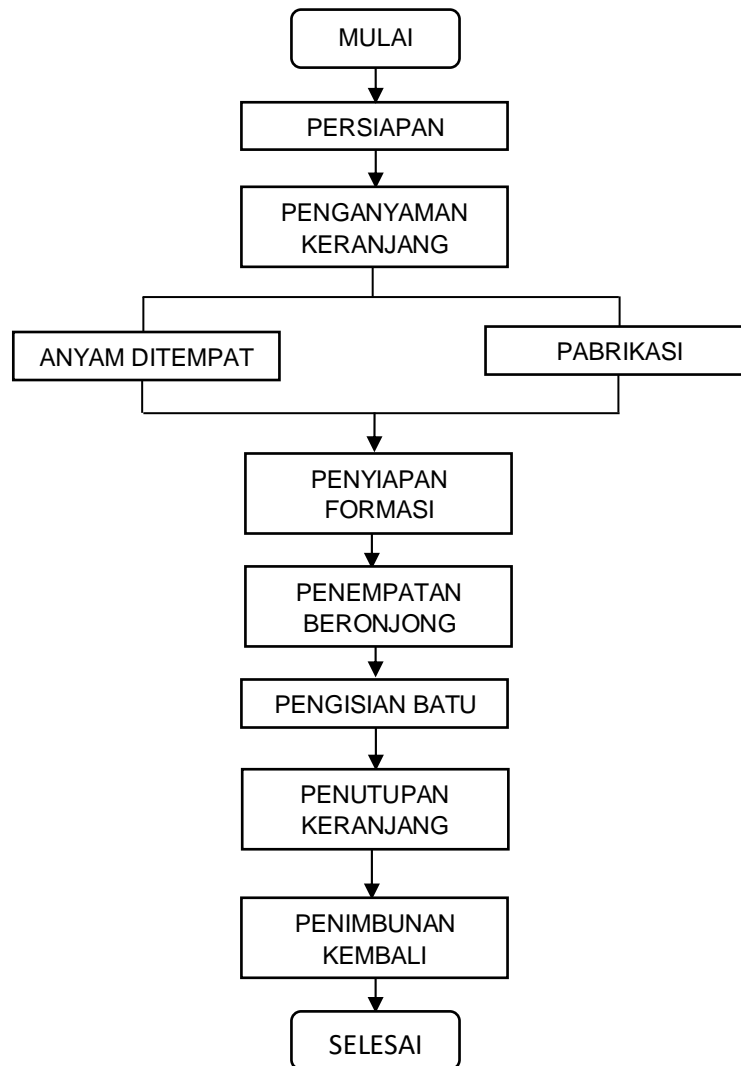 MULAI
PERSIAPAN
PENGANYAMAN
KERANJANG
ANYAM DITEMPAT
PABRIKASI
PENYIAPAN
FORMASI
PENEMPATAN
BERONJONG
PENGISIAN BATU
PENUTUPAN
KERANJANG
PENIMBUNAN
KEMBALI
SELESAI